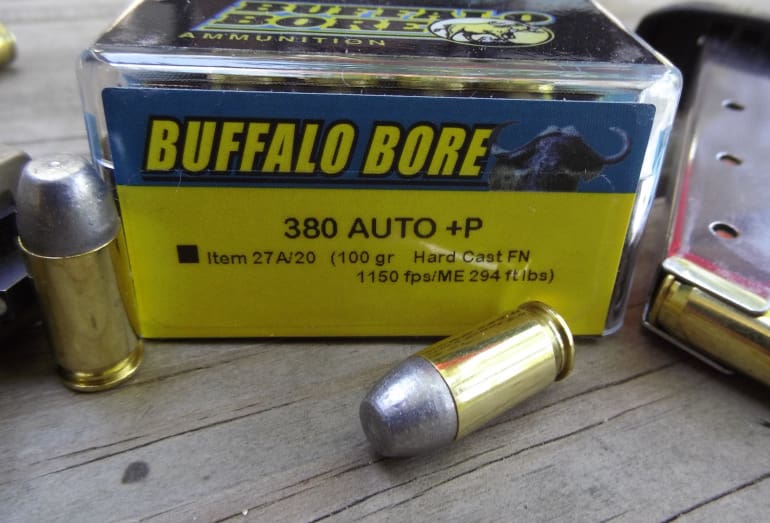 BUFFALO
BORE
AMMUNITION
BUFFALO BORE
380 AUTO +P
Item 27A/20 (100 gr Hard Cast FN
1150 fps/ME 294 ft lbs)